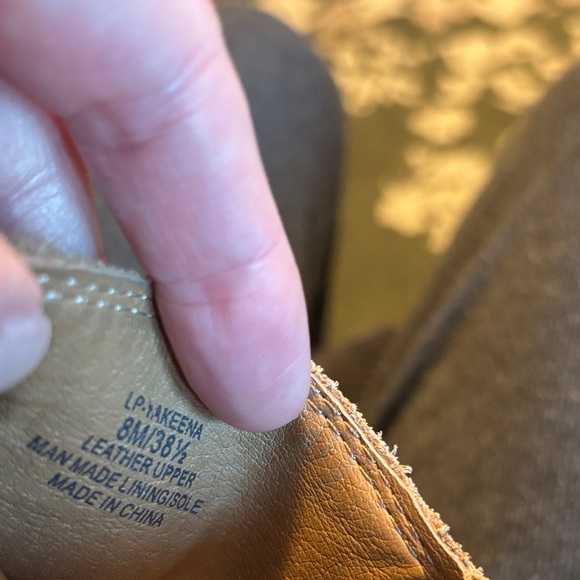 LP-YAKEENA
8M/38½
LEATHER UPPER
MAN MADE LINING/SOLE
MADE IN CHINA